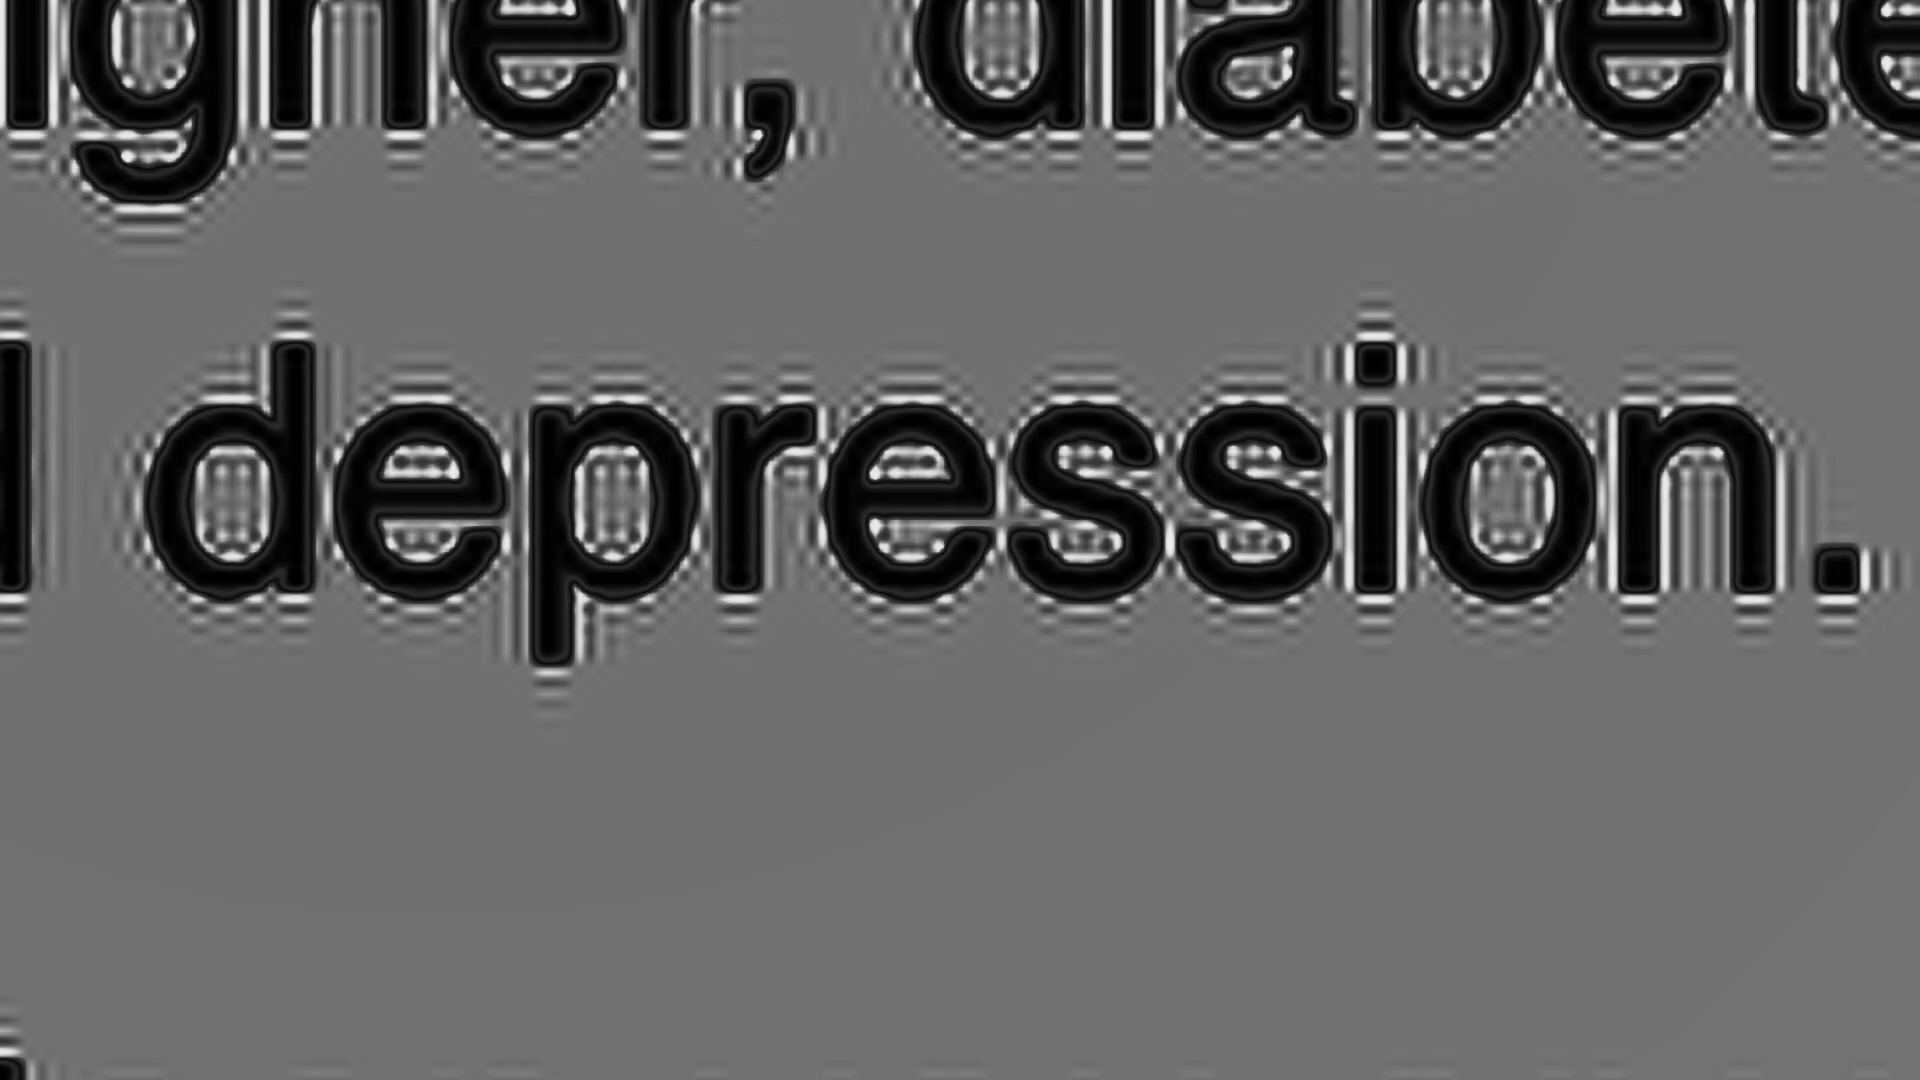 igher, diabete
d depression.